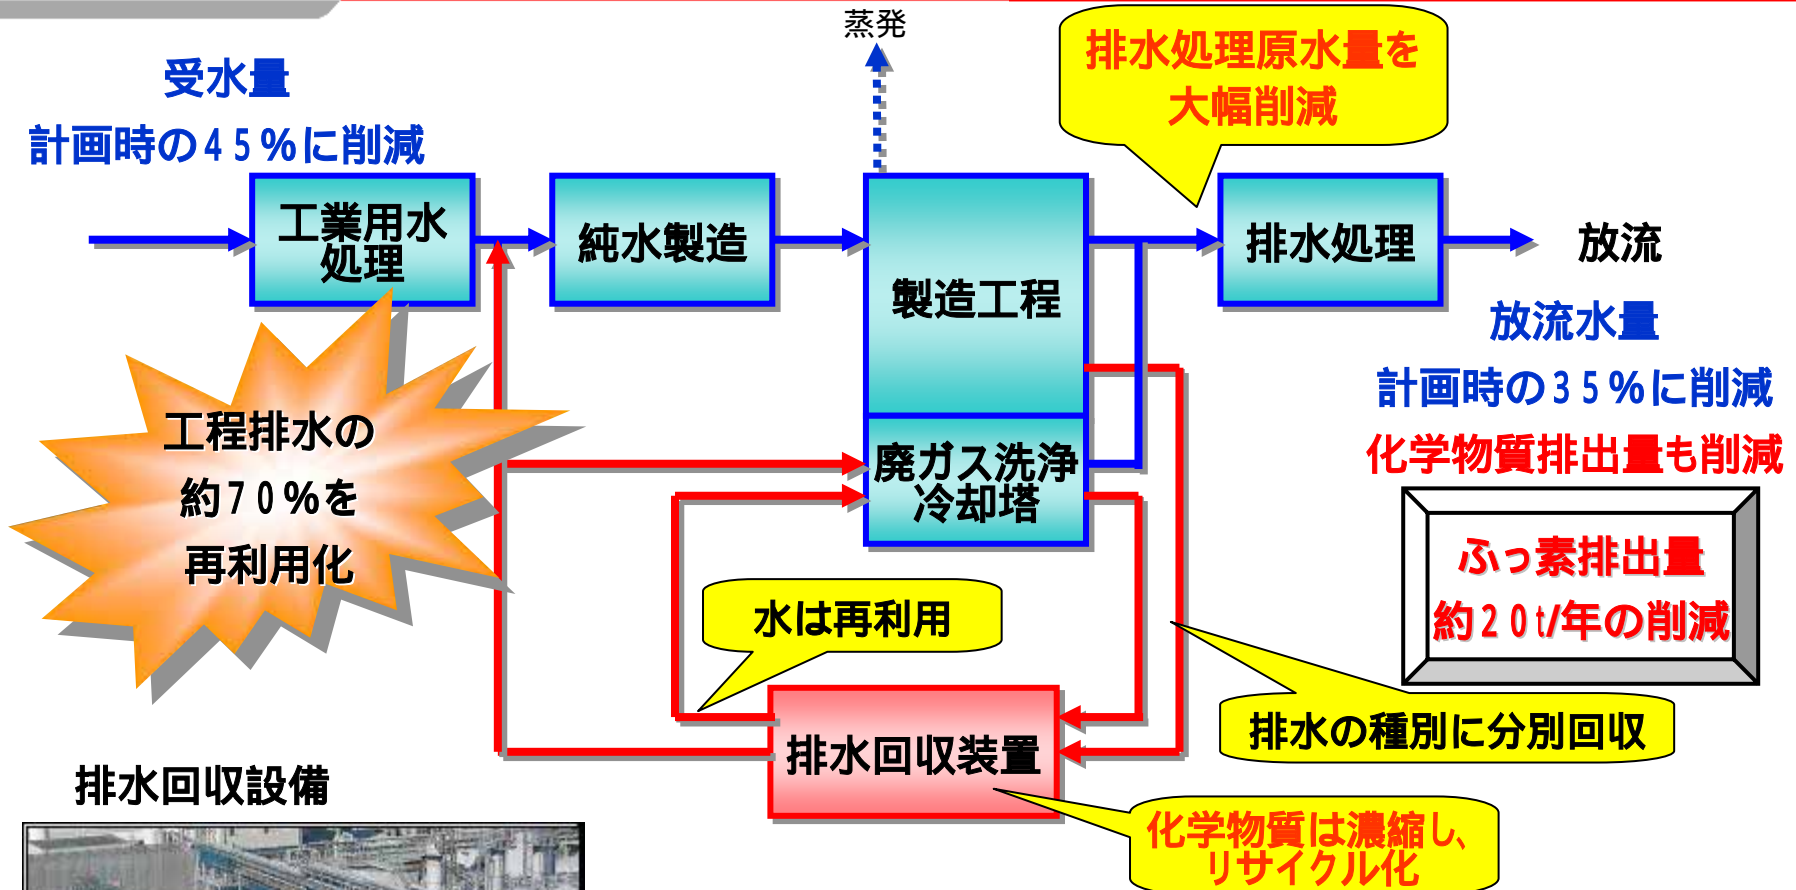 蒸発
排水処理原水量を
大幅削減
受水量
計画時の45%に削減
工業用水
処理
純水製造
製造工程
排水処理
放流
放流水量
計画時の35%に削減
化学物質排出量も削減
工程排水の
約70%を
再利用化
廃ガス洗浄
冷却塔
ふっ素排出量
約20t/年の削減
水は再利用
排水の種別に分別回収
排水回収装置
排水回収設備
化学物質は濃縮し、
リサイクル化